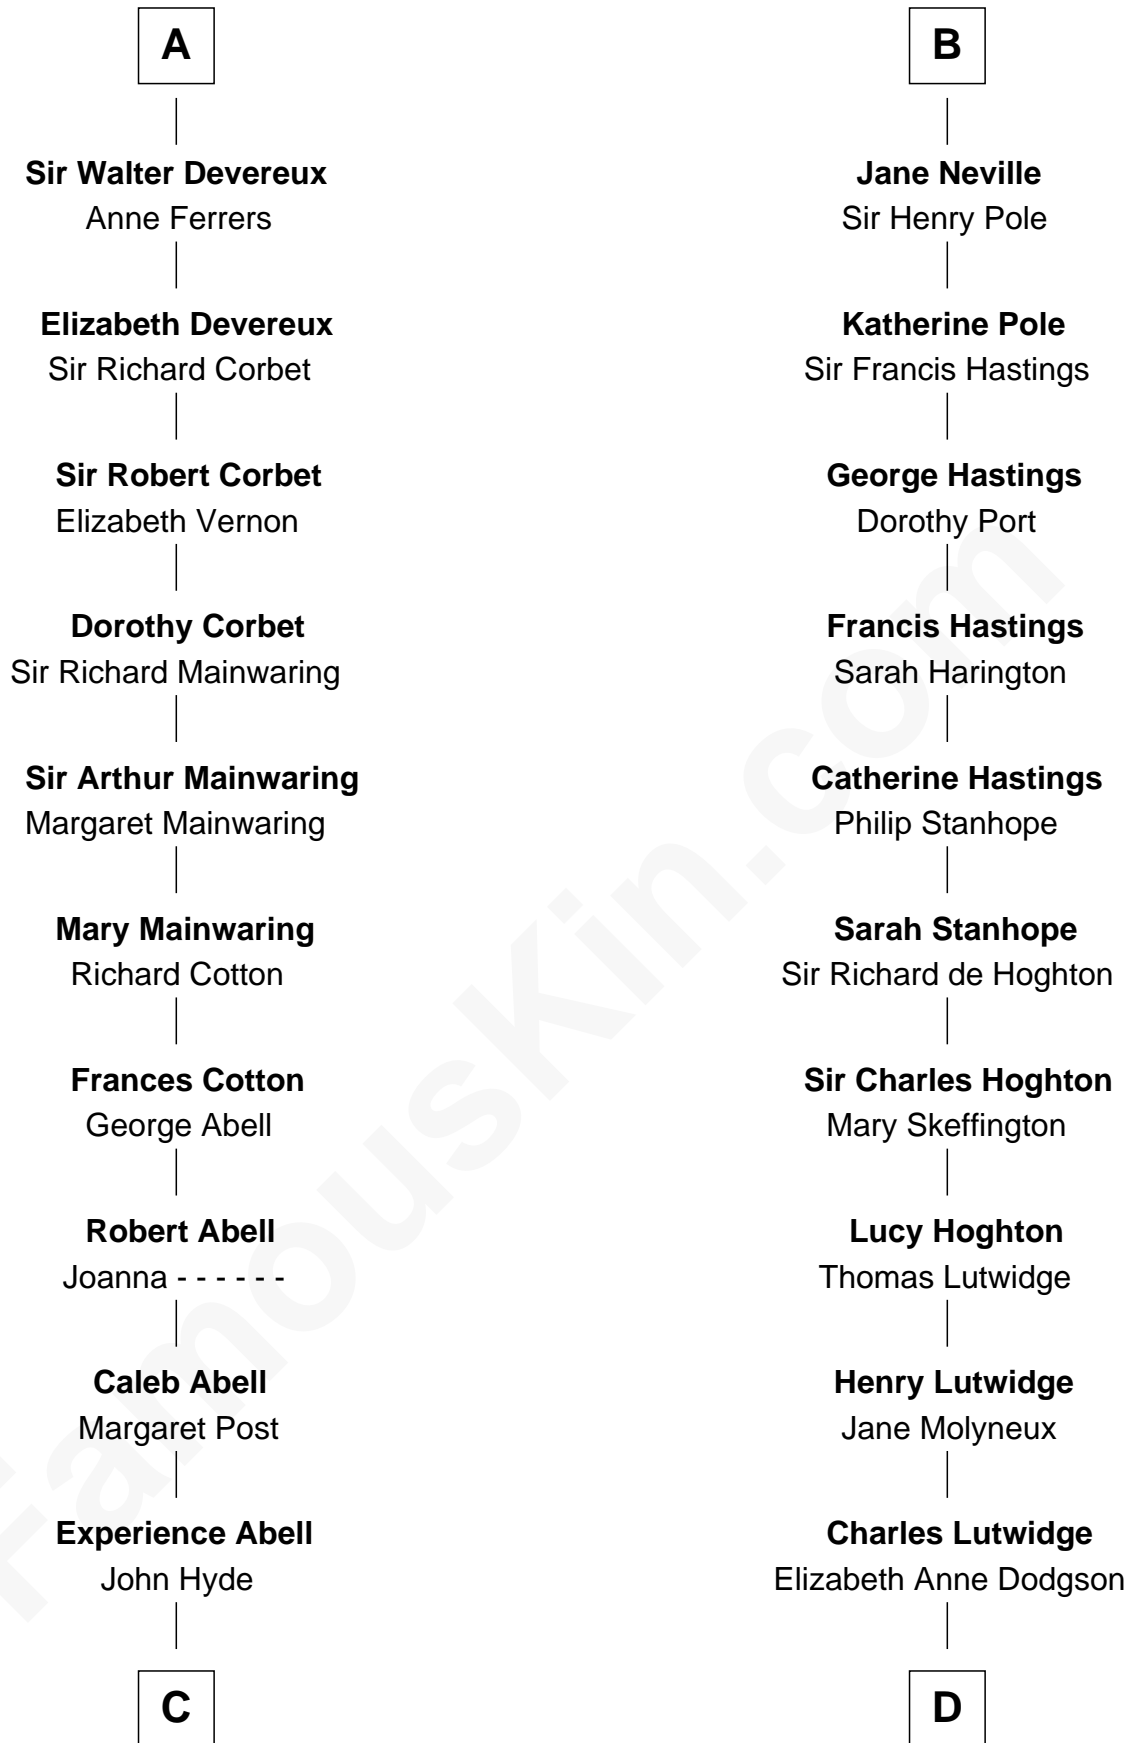 A
Sir Walter Devereux
Anne Ferrers
Elizabeth Devereux
Sir Richard Corbet
Sir Robert Corbet
Elizabeth Vernon
Dorothy Corbet
Sir Richard Mainwaring
Sir Arthur Mainwaring
Margaret Mainwaring
Mary Mainwaring
Richard Cotton
Frances Cotton
George Abell
Robert Abell
Joanna - - - - - -
Caleb Abell
Margaret Post
Experience Abell
John Hyde
C
B
Jane Neville
Sir Henry Pole
Katherine Pole
Sir Francis Hastings
George Hastings
Dorothy Port
Francis Hastings
Sarah Harington
Catherine Hastings
Philip Stanhope
Sarah Stanhope
Sir Richard de Hoghton
Sir Charles Hoghton
Mary Skeffington
Lucy Hoghton
Thomas Lutwidge
Henry Lutwidge
Jane Molyneux
Charles Lutwidge
Elizabeth Anne Dodgson
D
FamousKin.com